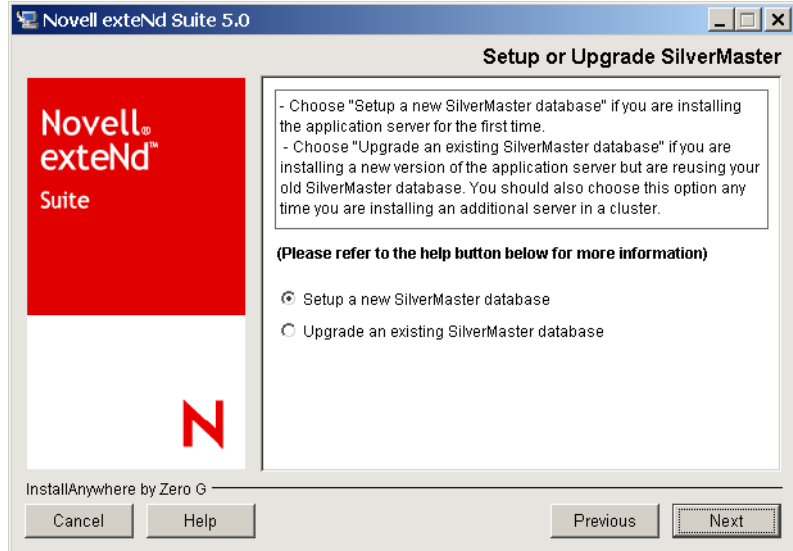 Novell exteNd Suite 5.0
Setup or Upgrade SilverMaster
Novell®
exteNd™
Suite
- Choose "Setup a new SilverMaster database" if you are installing
the application server for the first time.
- Choose "Upgrade an existing SilverMaster database" if you are
installing a new version of the application server but are reusing your
old SilverMaster database. You should also choose this option any
time you are installing an additional server in a cluster.
(Please refer to the help button below for more information)
Setup a new SilverMaster database
Upgrade an existing SilverMaster database
N
InstallAnywhere by Zero G
Cancel
Help
Previous
Next